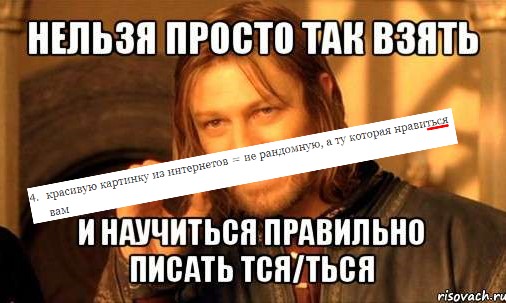 НЕЛЬЗЯ ПРОСТО ТАК ВЗЯТЬ
4. красивую картинку из интернетов = не рандомную, а ту которая нравиться
вам
И НАУЧИТЬСЯ ПРАВИЛЬНО
ПИСАТЬ ТСЯ/ТЬСЯ
risovach.ru